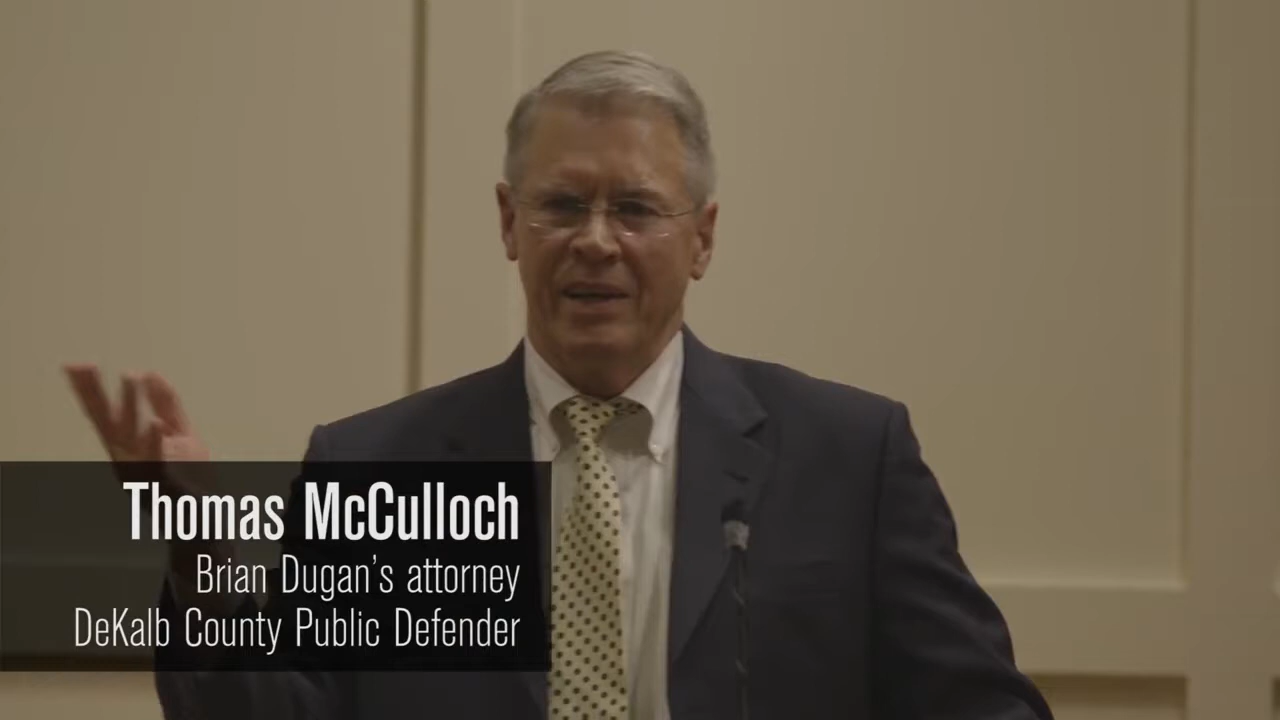 Thomas McCulloch
Brian Dugan's attorney
DeKalb County Public Defender